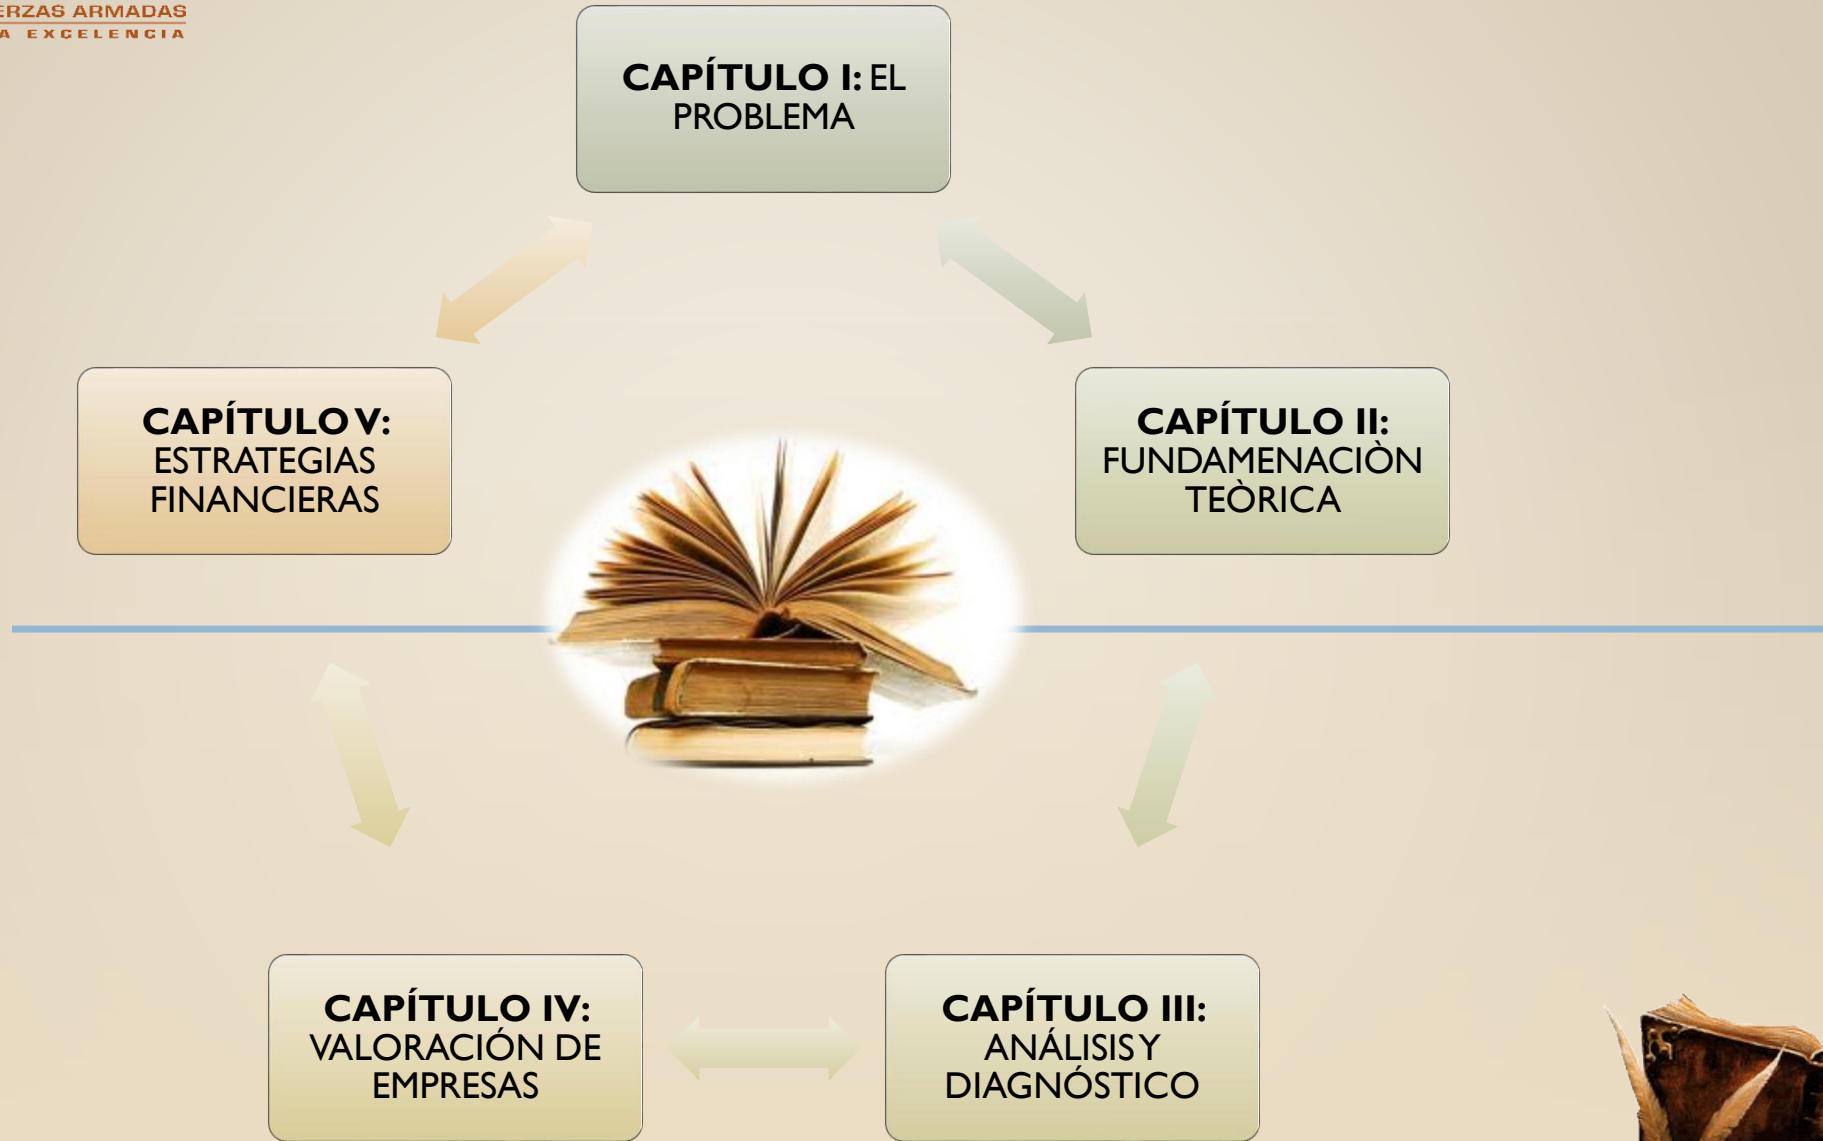 ERZAS ARMADAS
A EXCELENCIA
CAPÍTULO I: EL
PROBLEMA
CAPÍTULO V:
ESTRATEGIAS
FINANCIERAS
CAPÍTULO II:
FUNDAMENACIÒN
TEÒRICA
CAPÍTULO IV:
VALORACIÓN DE
EMPRESAS
CAPÍTULO III:
ANÁLISIS Y
DIAGNÓSTICO